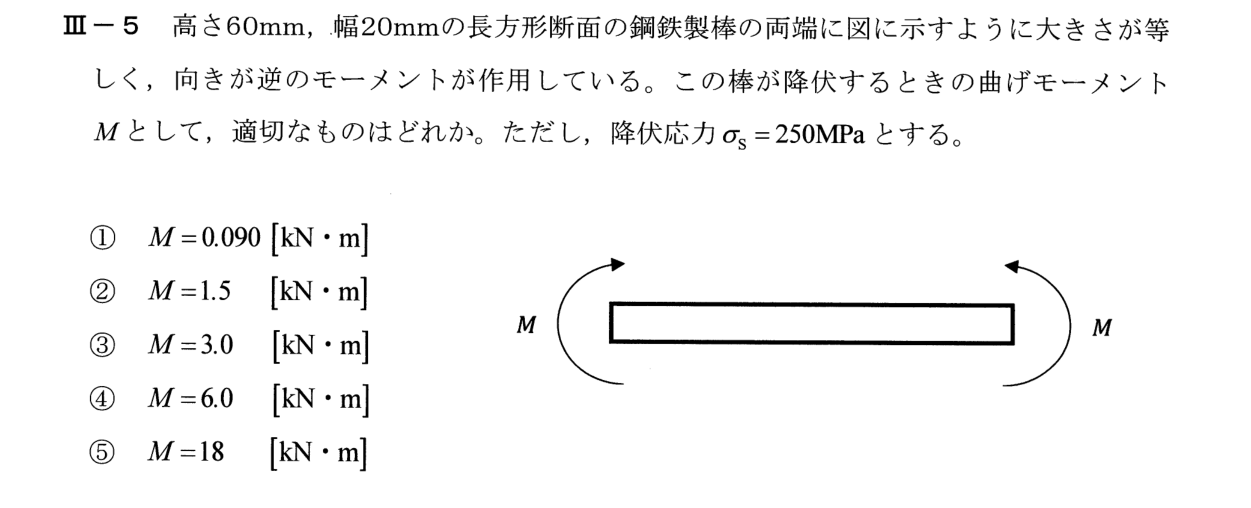 Ⅲ－5　高さ60mm，幅20mmの長方形断面の鋼鉄製棒の両端に図に示すように大きさが等
しく，向きが逆のモーメントが作用している。この棒が降伏するときの曲げモーメント
Mとして，適切なものはどれか。ただし，降伏応力σs＝250MPaとする。
① M＝0.090 [kN・m]
② M＝1.5 [kN・m]
③ M＝3.0 [kN・m]
④ M＝6.0 [kN・m]
⑤ M＝18 [kN・m]
M
M